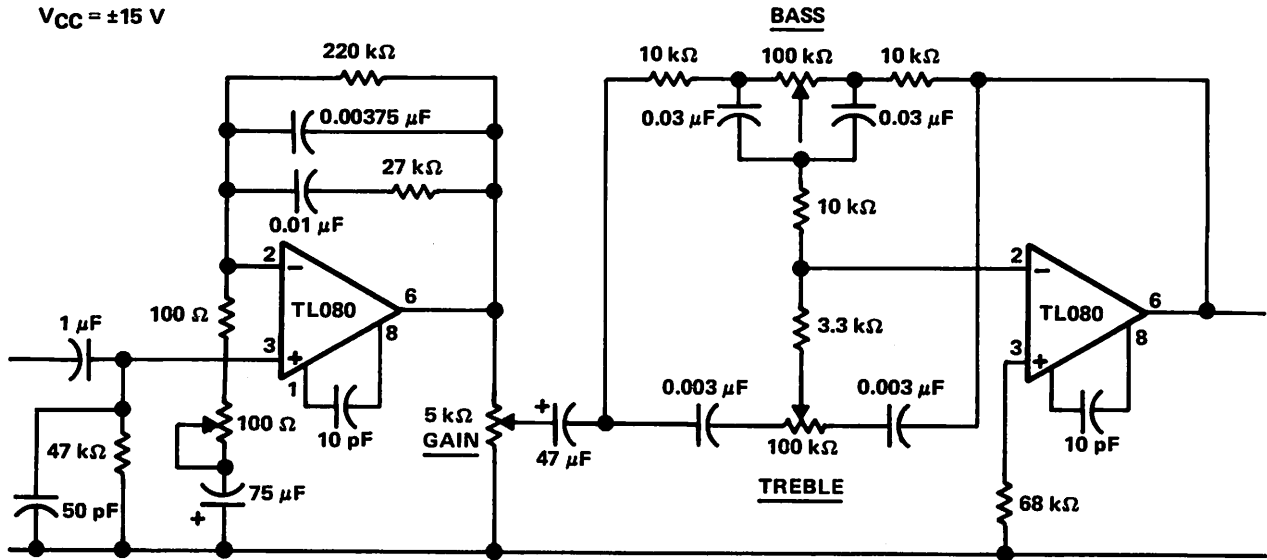 VCC = ±15 V
BASS
220 kΩ
10 kΩ
100 kΩ
10 kΩ
0.00375 µF
0.03 µF
0.03 µF
27 kΩ
0.01 µF
10 kΩ
2
−
TL080
6
8
3
+
1
100 Ω
1 µF
2
−
TL080
6
8
3
+
3.3 kΩ
0.003 µF
0.003 µF
10 pF
100 Ω
5 kΩ
GAIN
+
47 µF
100 kΩ
TREBLE
10 pF
47 kΩ
50 pF
75 µF
+
68 kΩ